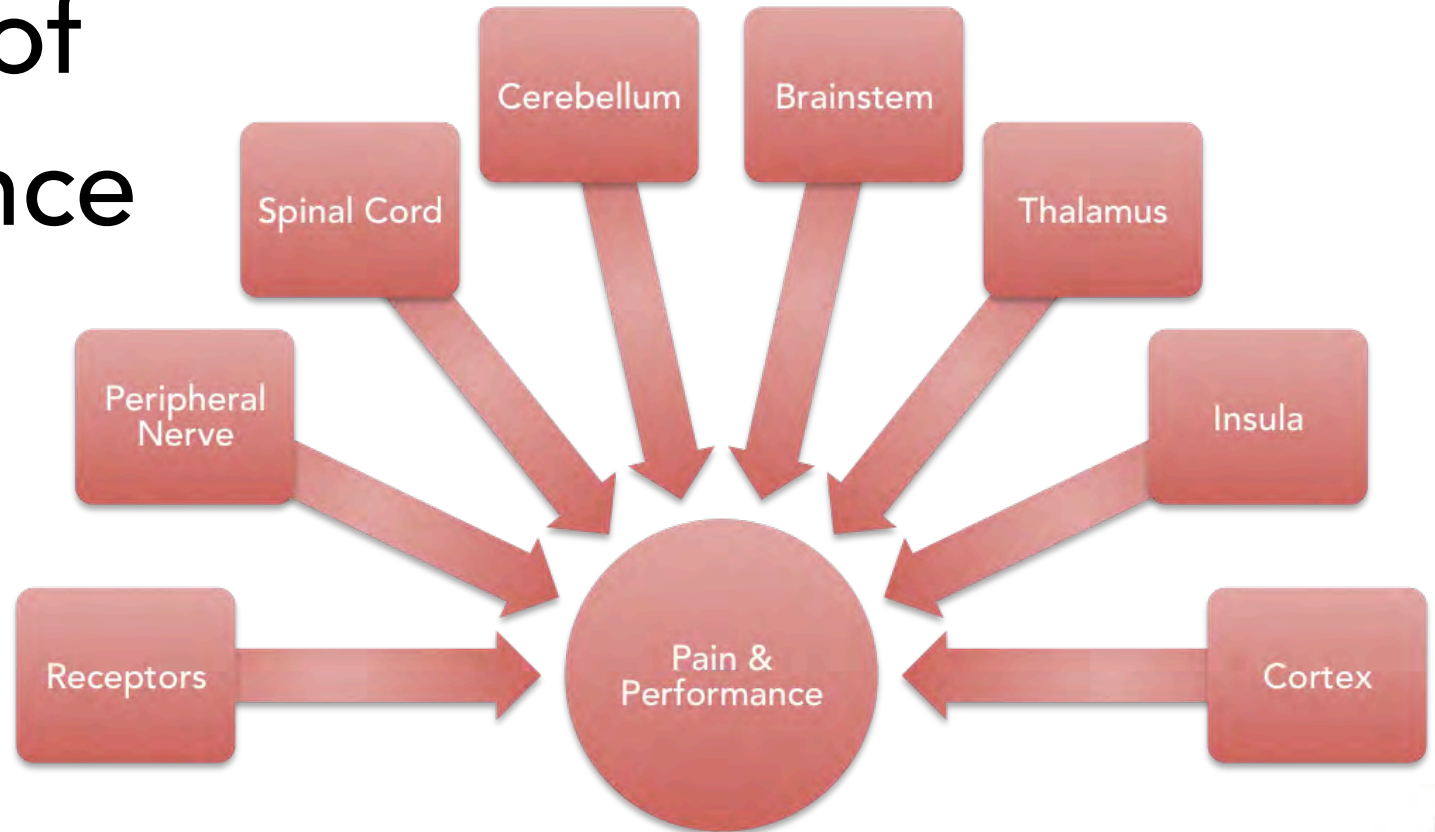 of
nce
Cerebellum
Brainstem
Spinal Cord
Thalamus
Peripheral
Nerve
Insula
Receptors
Pain &
Performance
Cortex